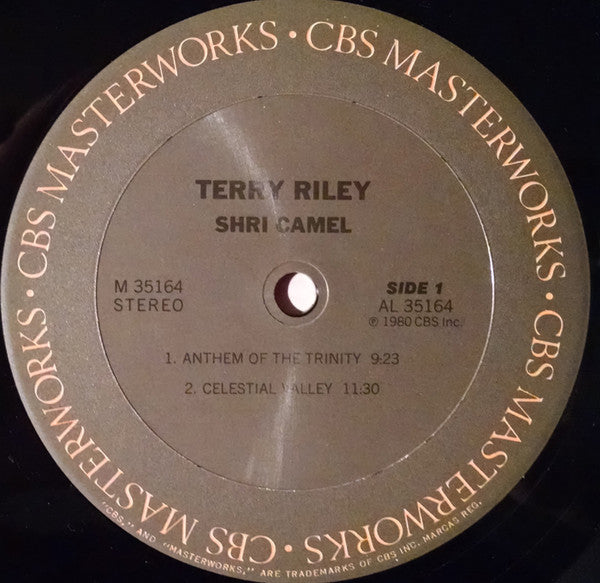 CBS MASTERWORKS • CBS MASTERWORKS • CBS MASTERWORKS • CBS MASTERWORKS • CBS MASTERWORKS •
TERRY RILEY
SHRI CAMEL
M 35164
STEREO
SIDE 1
AL 35164
℗ 1980 CBS Inc.
1. ANTHEM OF THE TRINITY 9:23
2. CELESTIAL VALLEY 11:30
"CBS," AND "MASTERWORKS," ARE TRADEMARKS OF CBS INC. MARCAS REG.